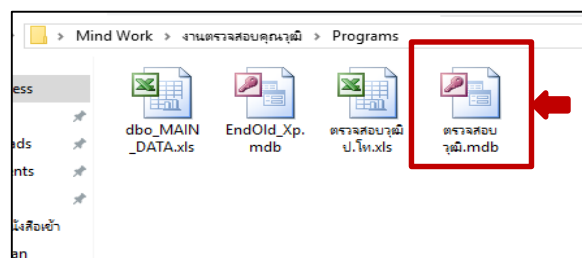 Mind Work > งานตรวจสอบคุณวุฒิ > Programs
ess
ads
nts
นังสือเข้า
an
dbo_MAIN
_DATA.xls
EndOld_Xp.
mdb
ตรวจสอบวุฒิ
ป.โท.xls
ตรวจสอบ
วุฒิ.mdb